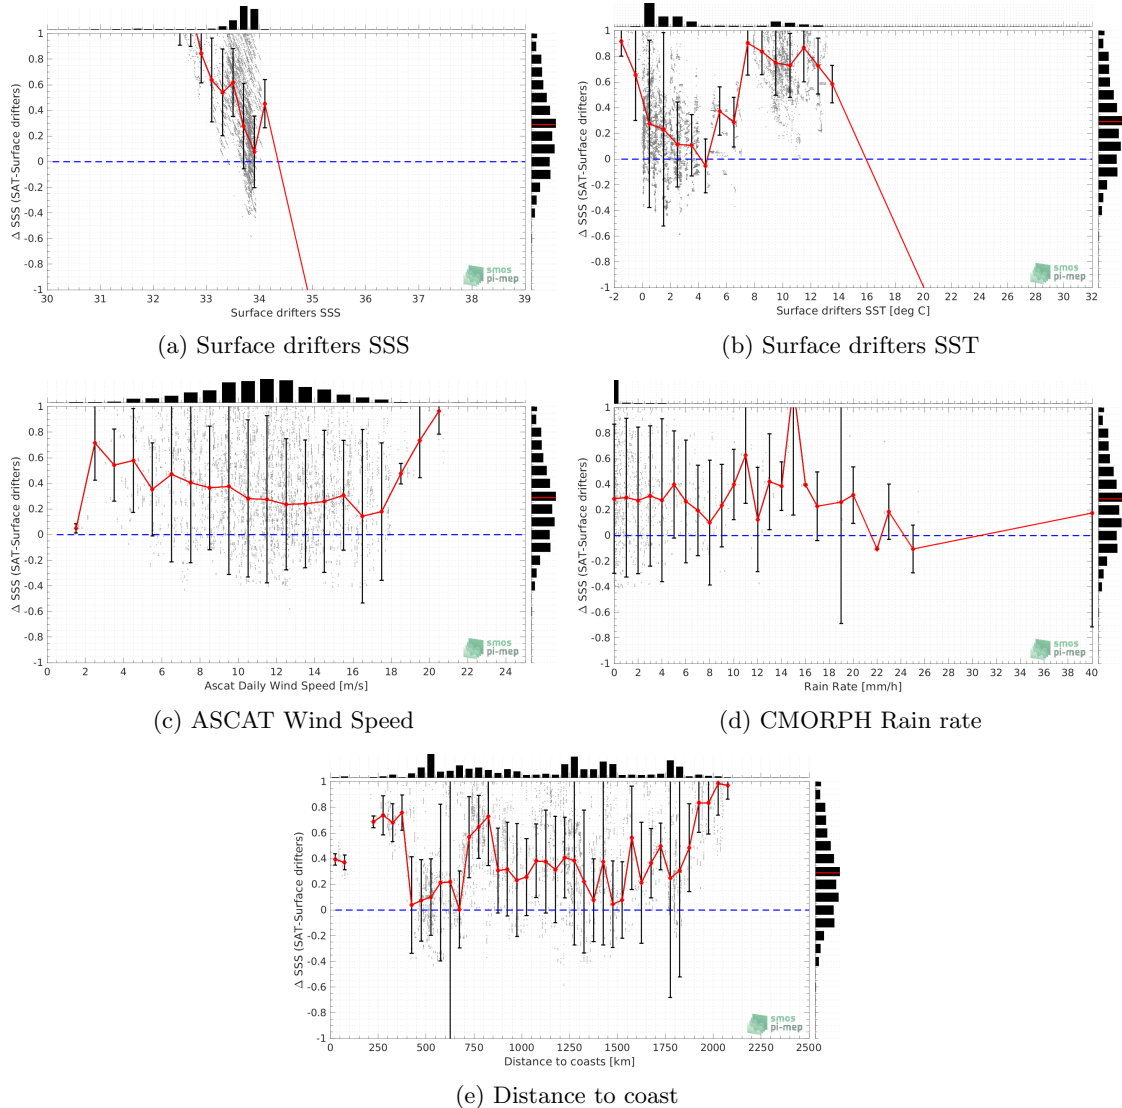 1
0.8
0.6
0.4
0.2
0
-0.2
-0.4
-0.6
-0.8
-1
Δ SSS (SAT-Surface drifters)
30 31 32 33 34 35 36 37 38 39
Surface drifters SSS
smos
pi-mep
(a) Surface drifters SSS
1
0.8
0.6
0.4
0.2
0
-0.2
-0.4
-0.6
-0.8
-1
Δ SSS (SAT-Surface drifters)
-2 0 2 4 6 8 10 12 14 16 18 20 22 24 26 28 30 32
Surface drifters SST [deg C]
smos
pi-mep
(b) Surface drifters SST
1
0.8
0.6
0.4
0.2
0
-0.2
-0.4
-0.6
-0.8
-1
Δ SSS (SAT-Surface drifters)
0 2 4 6 8 10 12 14 16 18 20 22 24
Ascat Daily Wind Speed [m/s]
smos
pi-mep
(c) ASCAT Wind Speed
1
0.8
0.6
0.4
0.2
0
-0.2
-0.4
-0.6
-0.8
-1
Δ SSS (SAT-Surface drifters)
0 2 4 6 8 10 12 14 16 18 20 22 24 26 28 30 32 34 36 38 40
Rain Rate [mm/h]
smos
pi-mep
(d) CMORPH Rain rate
1
0.8
0.6
0.4
0.2
0
-0.2
-0.4
-0.6
-0.8
-1
Δ SSS (SAT-Surface drifters)
0 250 500 750 1000 1250 1500 1750 2000 2250 2500
Distance to coasts [km]
smos
pi-mep
(e) Distance to coast